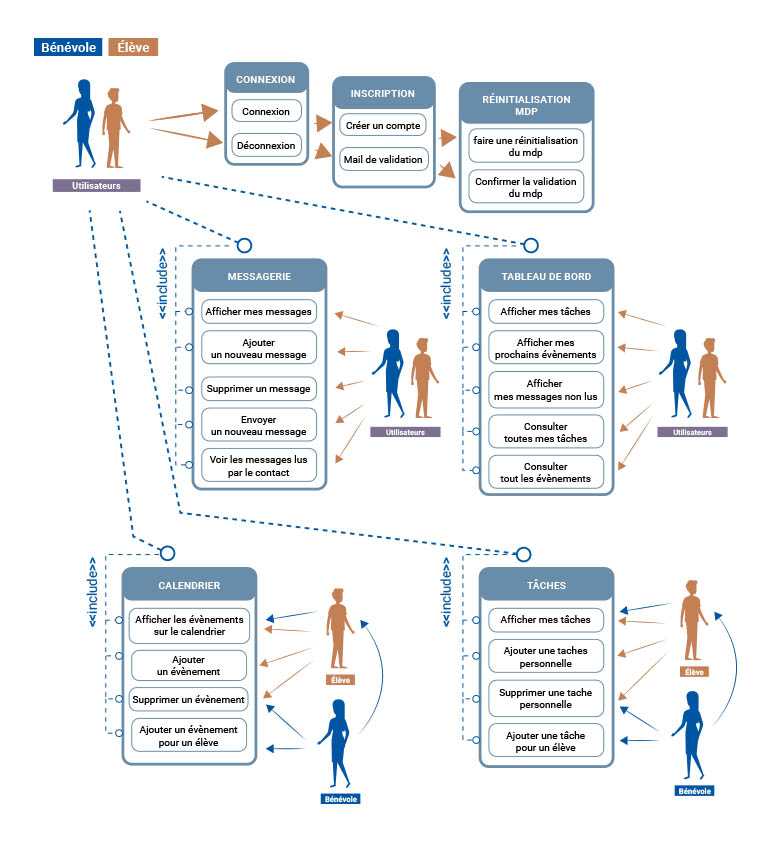 Bénévole
Élève
CONNEXION
Connexion
Déconnexion
INSCRIPTION
Créer un compte
Mail de validation
RÉINITIALISATION
MDP
faire une réinitialisation
du mdp
Confirmer la validation
du mdp
Utilisateurs
<<include>>
MESSAGERIE
Afficher mes messages
Ajouter
un nouveau message
Supprimer un message
Envoyer
un nouveau message
Voir les messages lus
par le contact
Utilisateurs
<<include>>
TABLEAU DE BORD
Afficher mes tâches
Afficher mes
prochains évènements
Afficher
mes messages non lus
Consulter
toutes mes tâches
Consulter
tout les évènements
Utilisateurs
<<include>>
CALENDRIER
Afficher les évènements
sur le calendrier
Ajouter
un évènement
Supprimer un évènement
Ajouter un évènement
pour un élève
Élève
Bénévole
<<include>>
TÂCHES
Afficher mes tâches
Ajouter une taches
personnelle
Supprimer une tache
personnelle
Ajouter une tâche
pour un élève
Élève
Bénévole